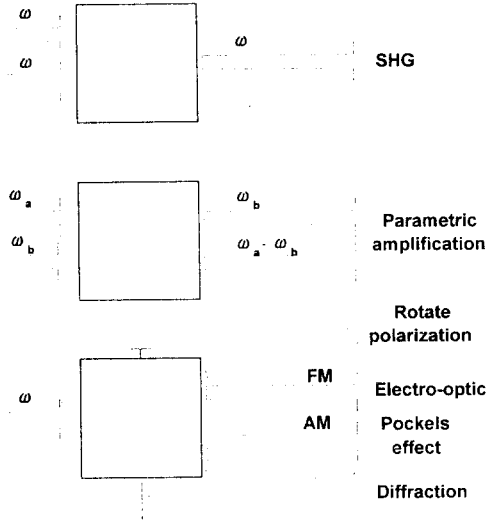 ω
ω
ω
SHG
ω a
ω b
ω b
ω a - ω b
Parametric
amplification
Rotate
polarization
ω
FM
AM
Electro-optic
Pockels
effect
Diffraction